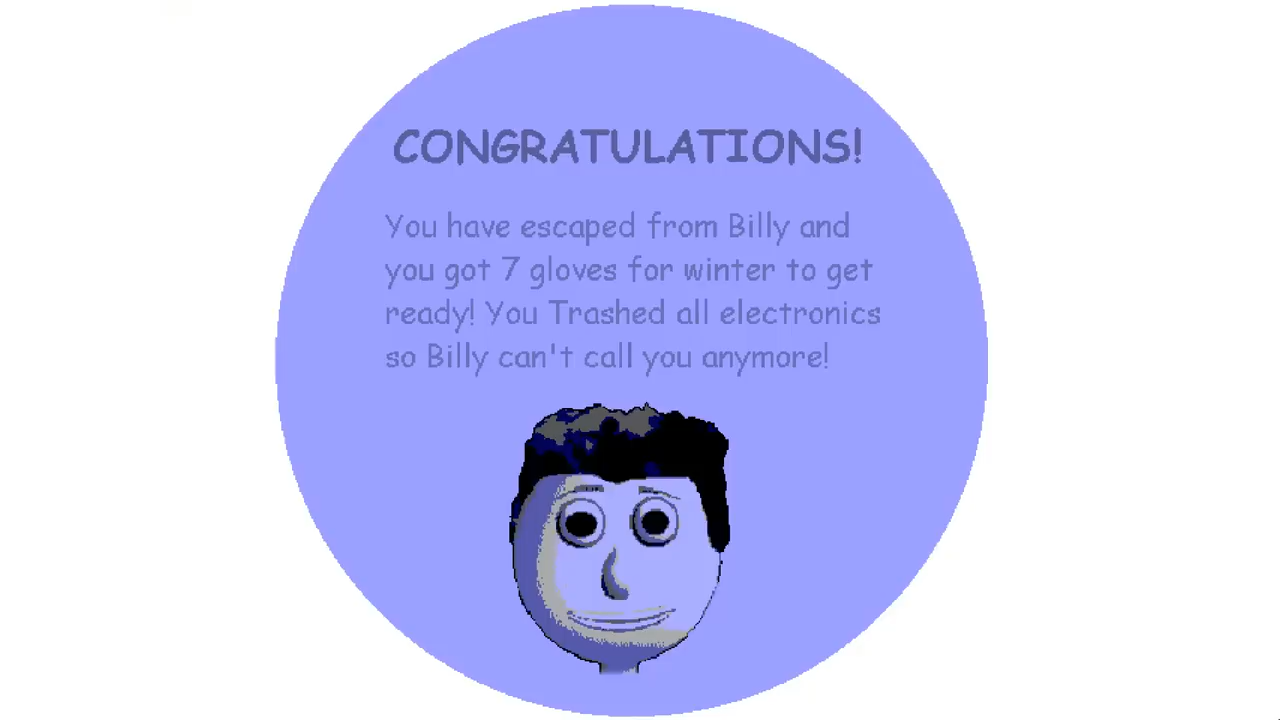 CONGRATULATIONS!
You have escaped from Billy and
you got 7 gloves for winter to get
ready! You Trashed all electronics
so Billy can't call you anymore!